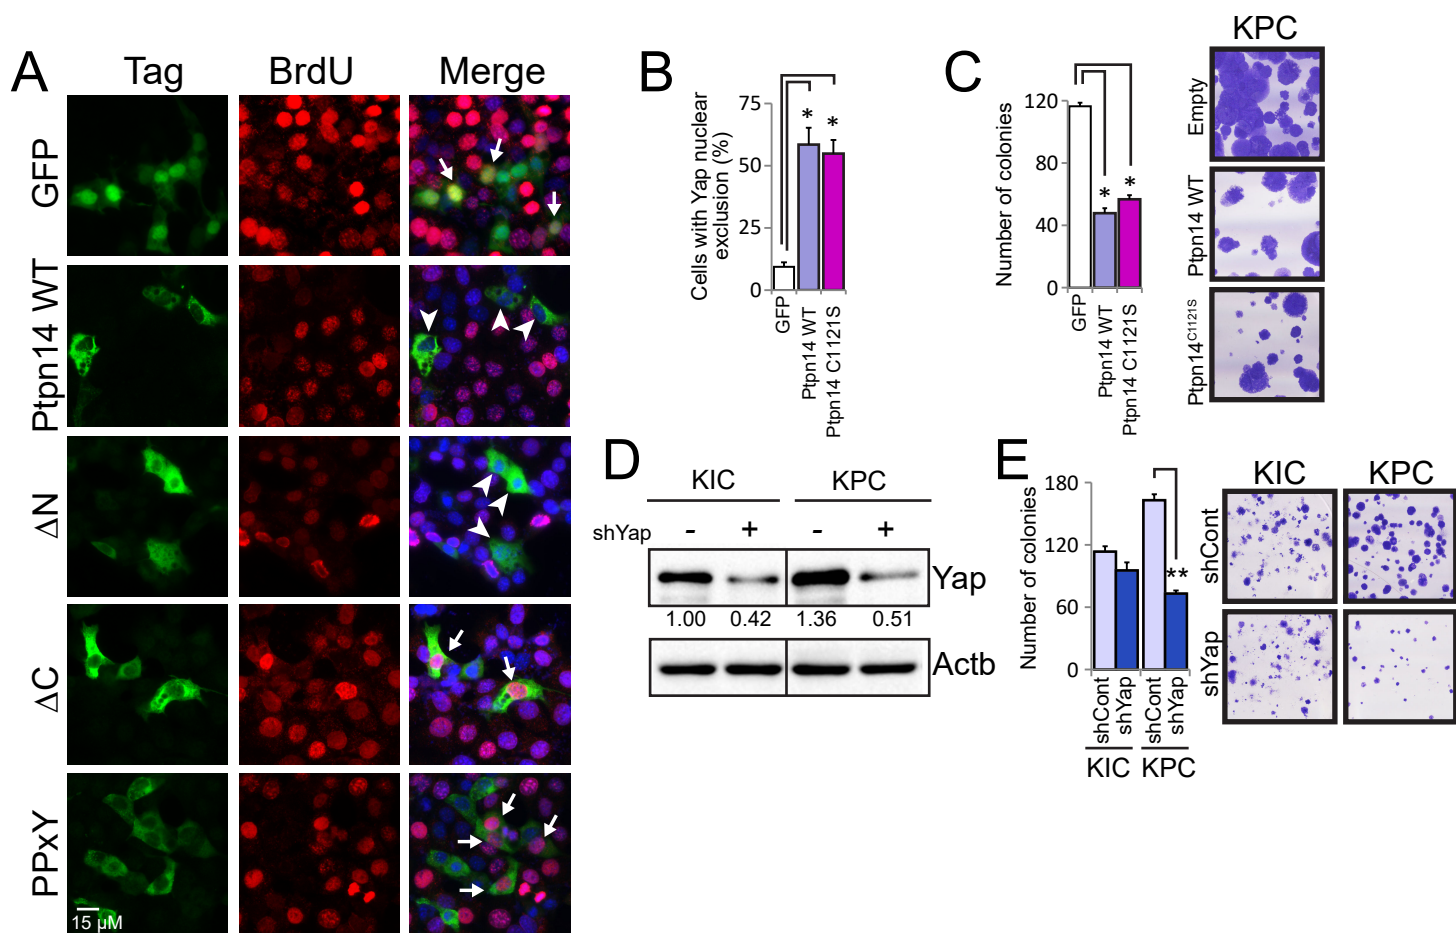 A
Tag
BrdU
Merge
GFP
Ptpn14 WT
ΔN
ΔC
PPxY
15 µM
B
Cells with Yap nuclear
exclusion (%)
75
50
25
0
*
*
GFP
Ptpn14 WT
Ptpn14 C1121S
C
Number of colonies
120
80
40
0
*
*
GFP
Ptpn14 WT
Ptpn14 C1121S
KPC
Empty
Ptpn14 WT
Ptpn14C1121S
D
KIC
KPC
shYap
-
+
-
+
Yap
1.00
0.42
1.36
0.51
Actb
E
Number of colonies
180
120
60
0
**
shCont
shYap
shCont
shYap
KIC
KPC
KIC
KPC
shCont
shYap